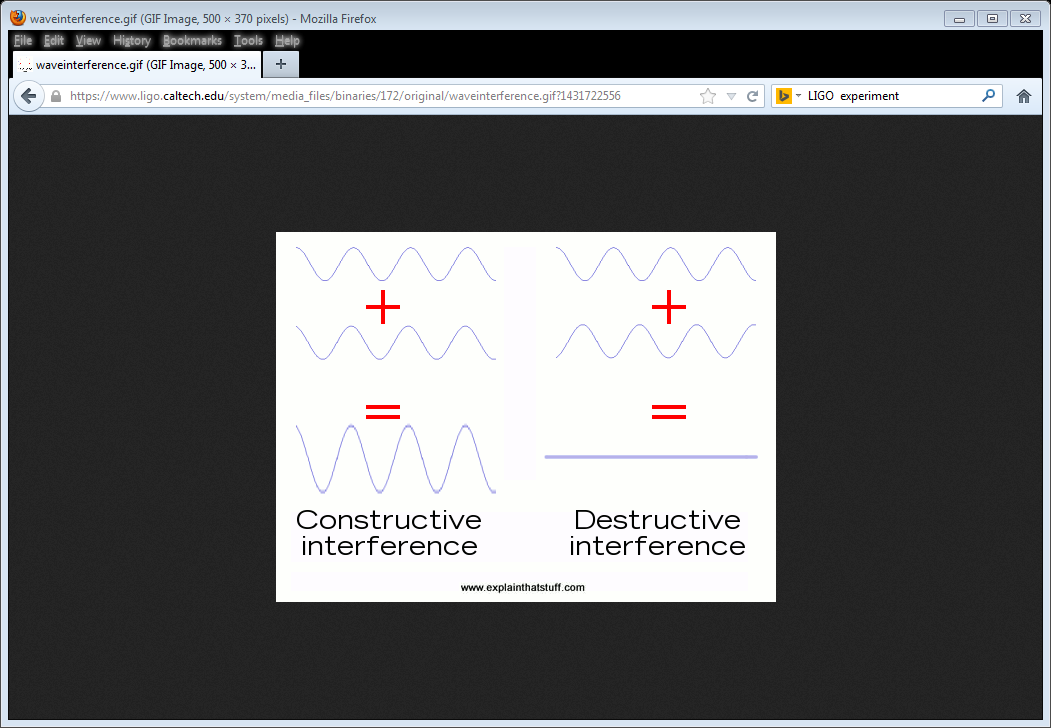 waveinterference.gif (GIF Image, 500 × 370 pixels) - Mozilla Firefox
File Edit View History Bookmarks Tools Help
waveinterference.gif (GIF Image, 500 × 3...
https://www.ligo.caltech.edu/system/media_files/binaries/172/original/waveinterference.gif?1431722556
LIGO experiment
+ +
= =
Constructive
interference
Destructive
interference
www.explainthatstuff.com